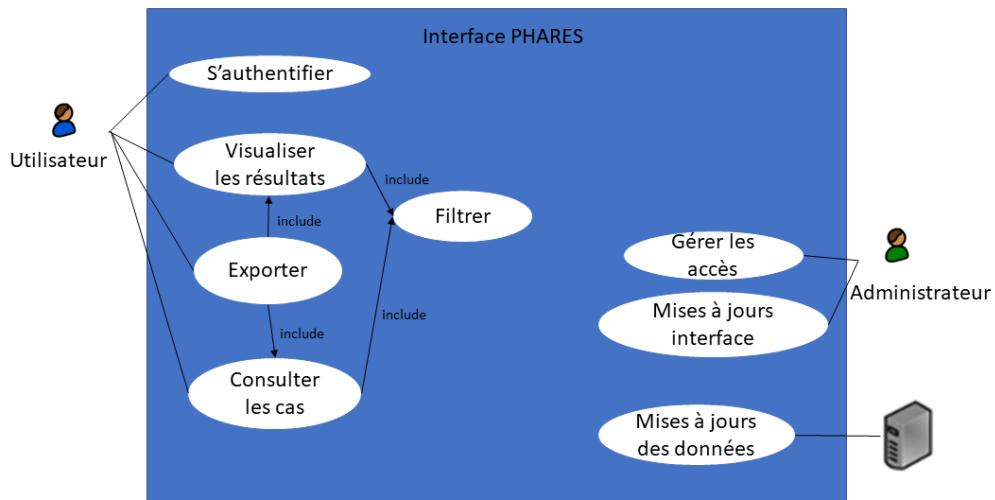 Interface PHARES
S'authentifier
Utilisateur
Visualiser
les résultats
include
Filtrer
include
Exporter
include
include
Consulter
les cas
Gérer les
accès
Administrateur
Mises à jours
interface
Mises à jours
des données